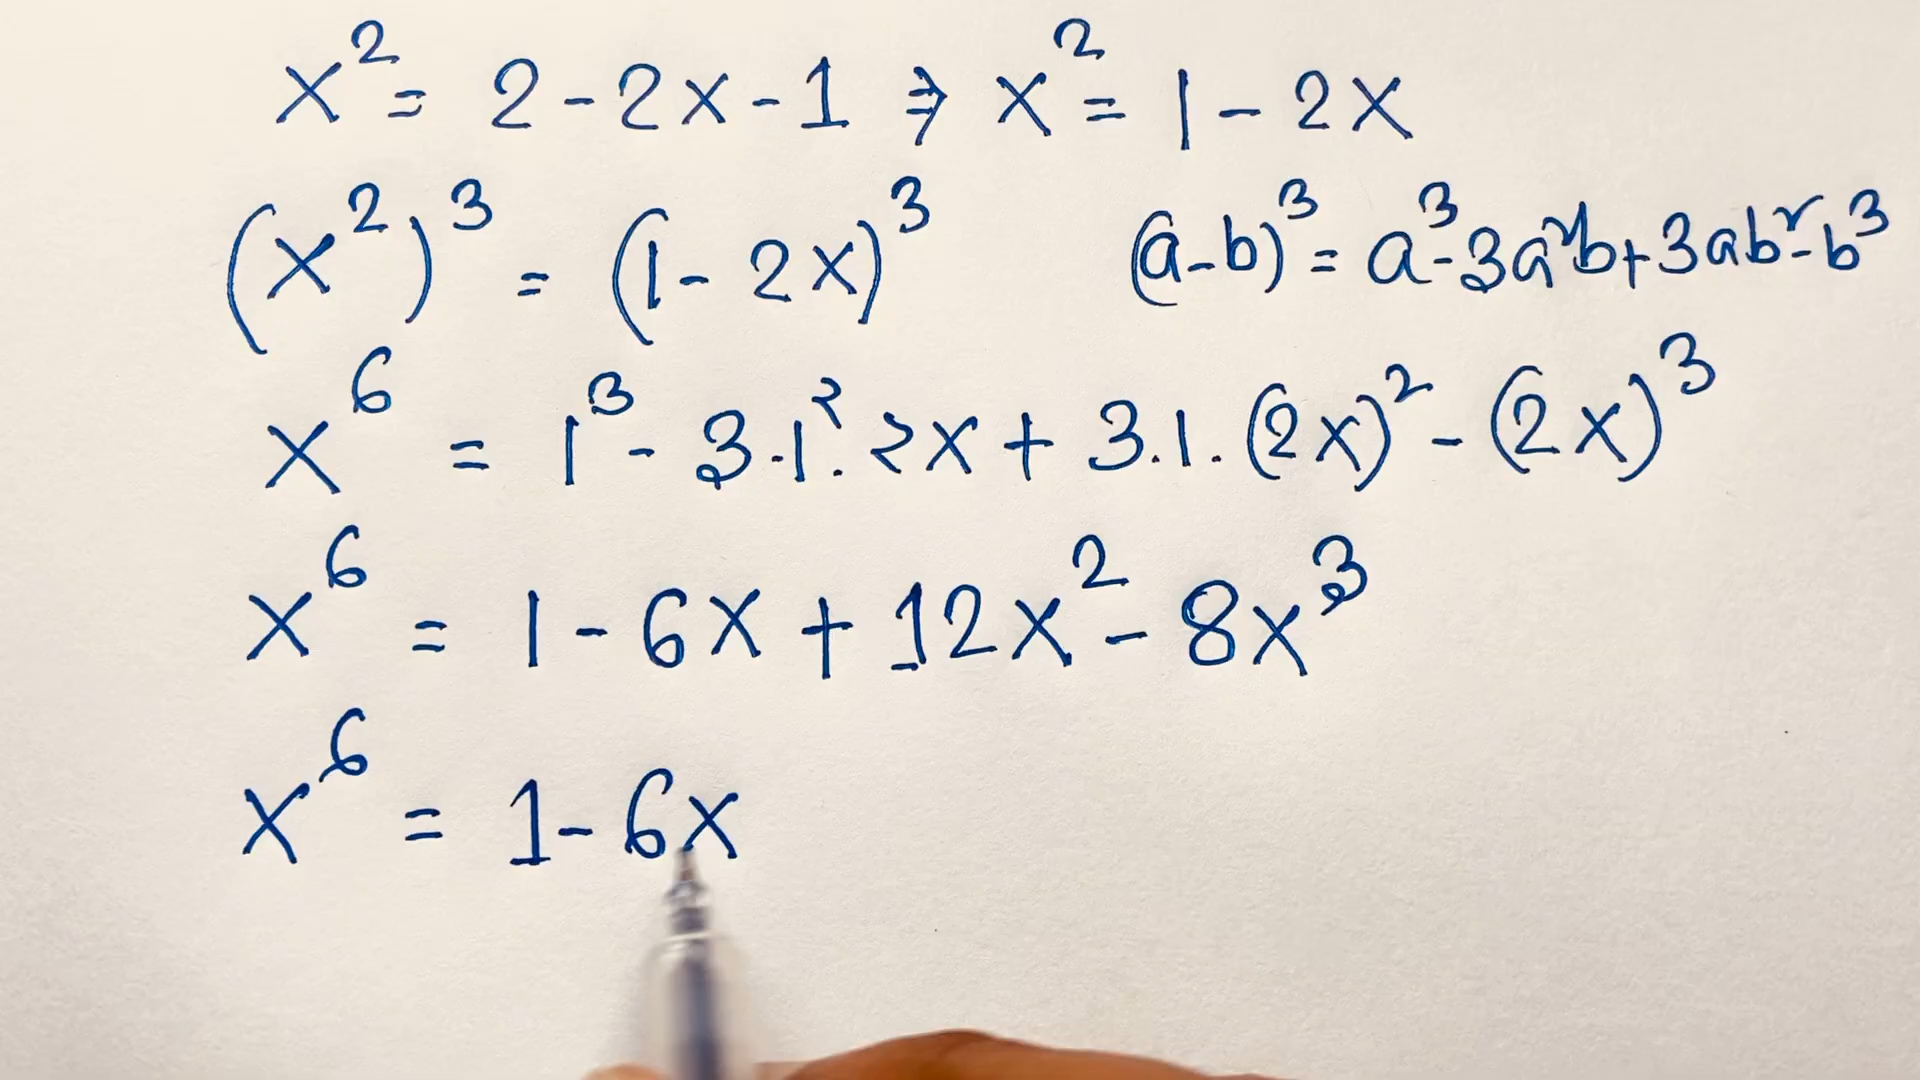 x² = 2 - 2x - 1 ⇒ x² = 1 - 2x
(x²)³ = (1 - 2x)³ (a-b)³ = a³-3a²b+3ab²-b³
x⁶ = 1³ - 3.1².2x + 3.1.(2x)² - (2x)³
x⁶ = 1 - 6x + 12x² - 8x³
x⁶ = 1 - 6x